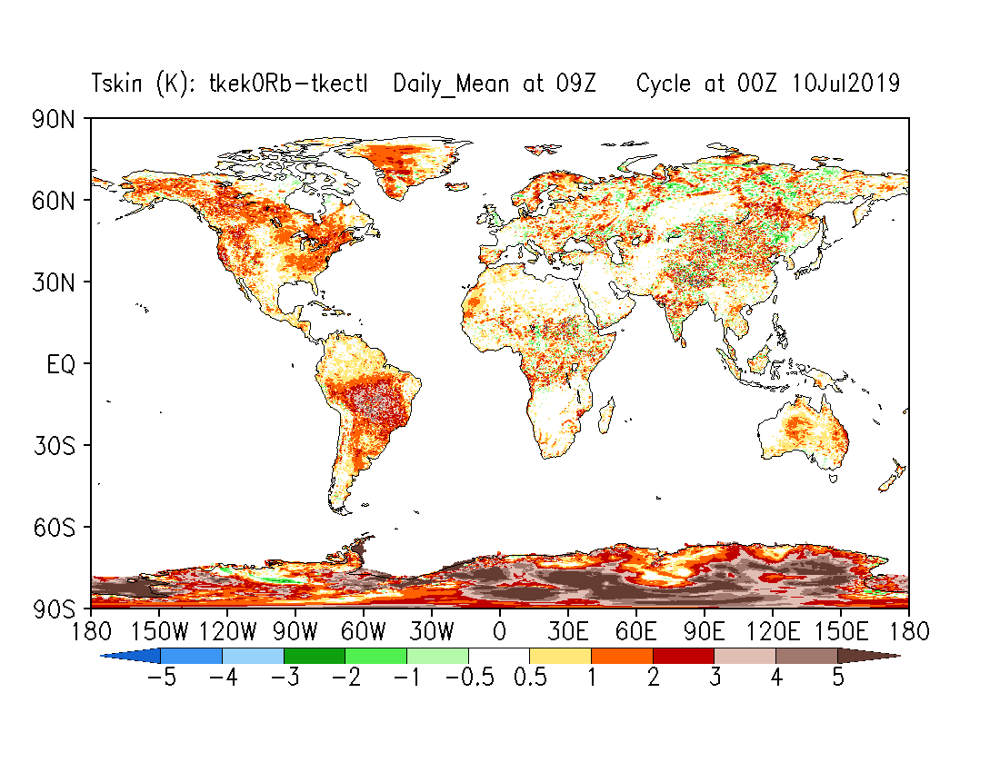 Tskin (K): tkek0Rb-tkectl Daily_Mean at 09Z Cycle at 00Z 10Jul2019
90N
60N
30N
EQ
30S
60S
90S
180 150W 120W 90W 60W 30W 0 30E 60E 90E 120E 150E 180
-5 -4 -3 -2 -1 -0.5 0.5 1 2 3 4 5